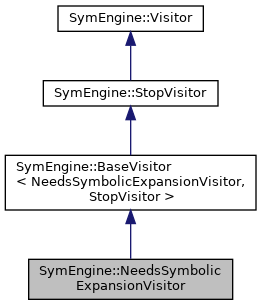 SymEngine::Visitor
SymEngine::StopVisitor
SymEngine::BaseVisitor
< NeedsSymbolicExpansionVisitor,
StopVisitor >
SymEngine::NeedsSymbolic
ExpansionVisitor